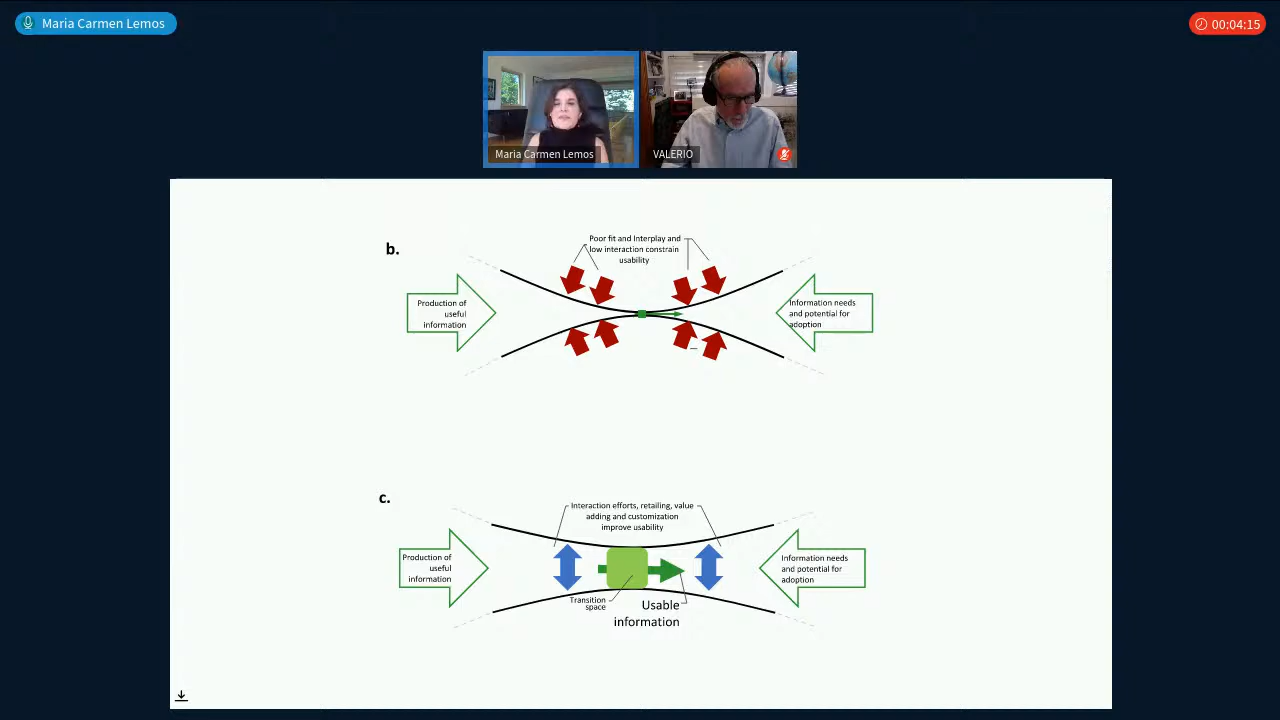 Maria Carmen Lemos
00:04:15
Maria Carmen Lemos
VALERIO
b.
Poor fit and Interplay and
low interaction constrain
usability
Production of
useful
information
Information needs
and potential for
adoption
c.
Interaction efforts, retailing, value
adding and customization
improve usability
Production of
useful
information
Information needs
and potential for
adoption
Transition
space
Usable
information